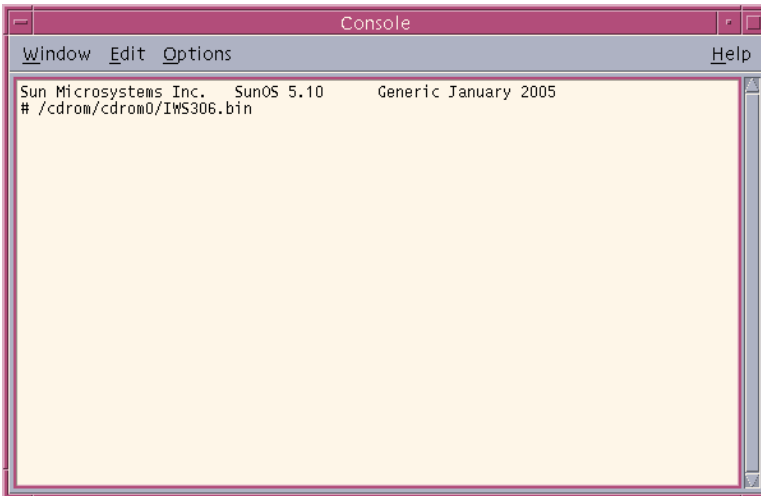 Console
Window Edit Options Help
Sun Microsystems Inc. SunOS 5.10 Generic January 2005
# /cdrom/cdrom0/IWS306.bin